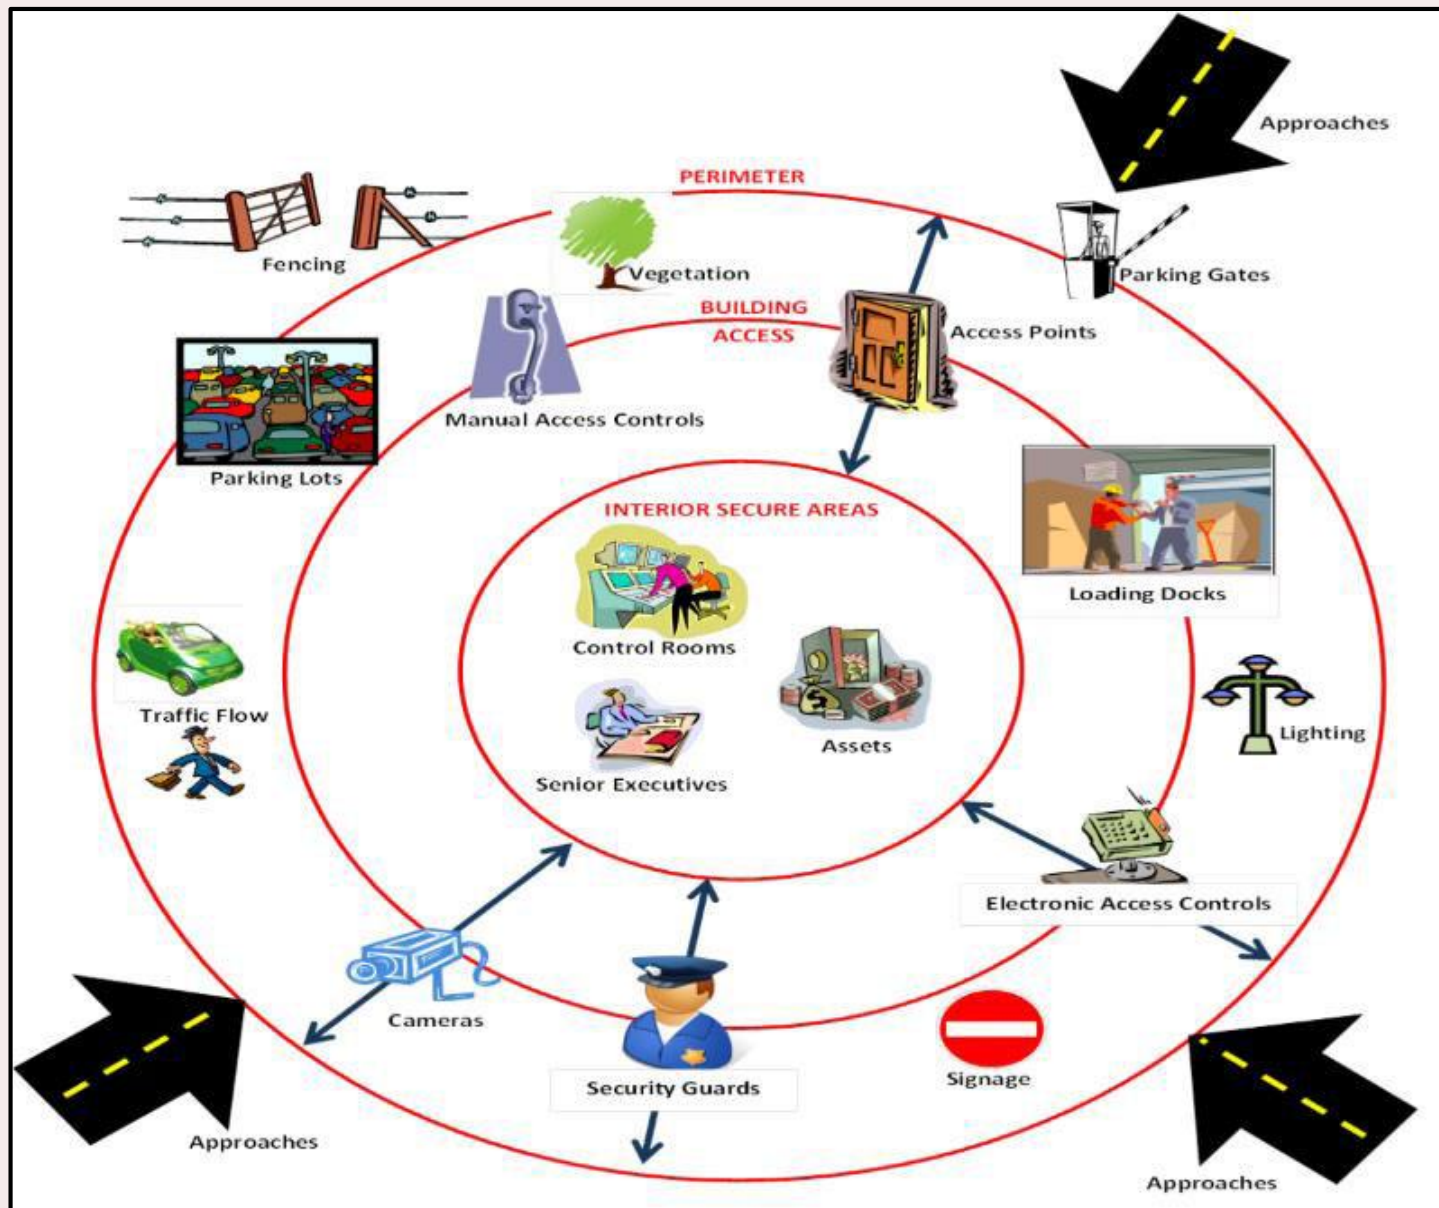 Approaches
PERIMETER
Fencing
Vegetation
Parking Gates
BUILDING
ACCESS
Access Points
Manual Access Controls
Parking Lots
INTERIOR SECURE AREAS
Loading Docks
Control Rooms
Traffic Flow
Assets
Lighting
Senior Executives
Electronic Access Controls
Cameras
Signage
Security Guards
Approaches
Approaches